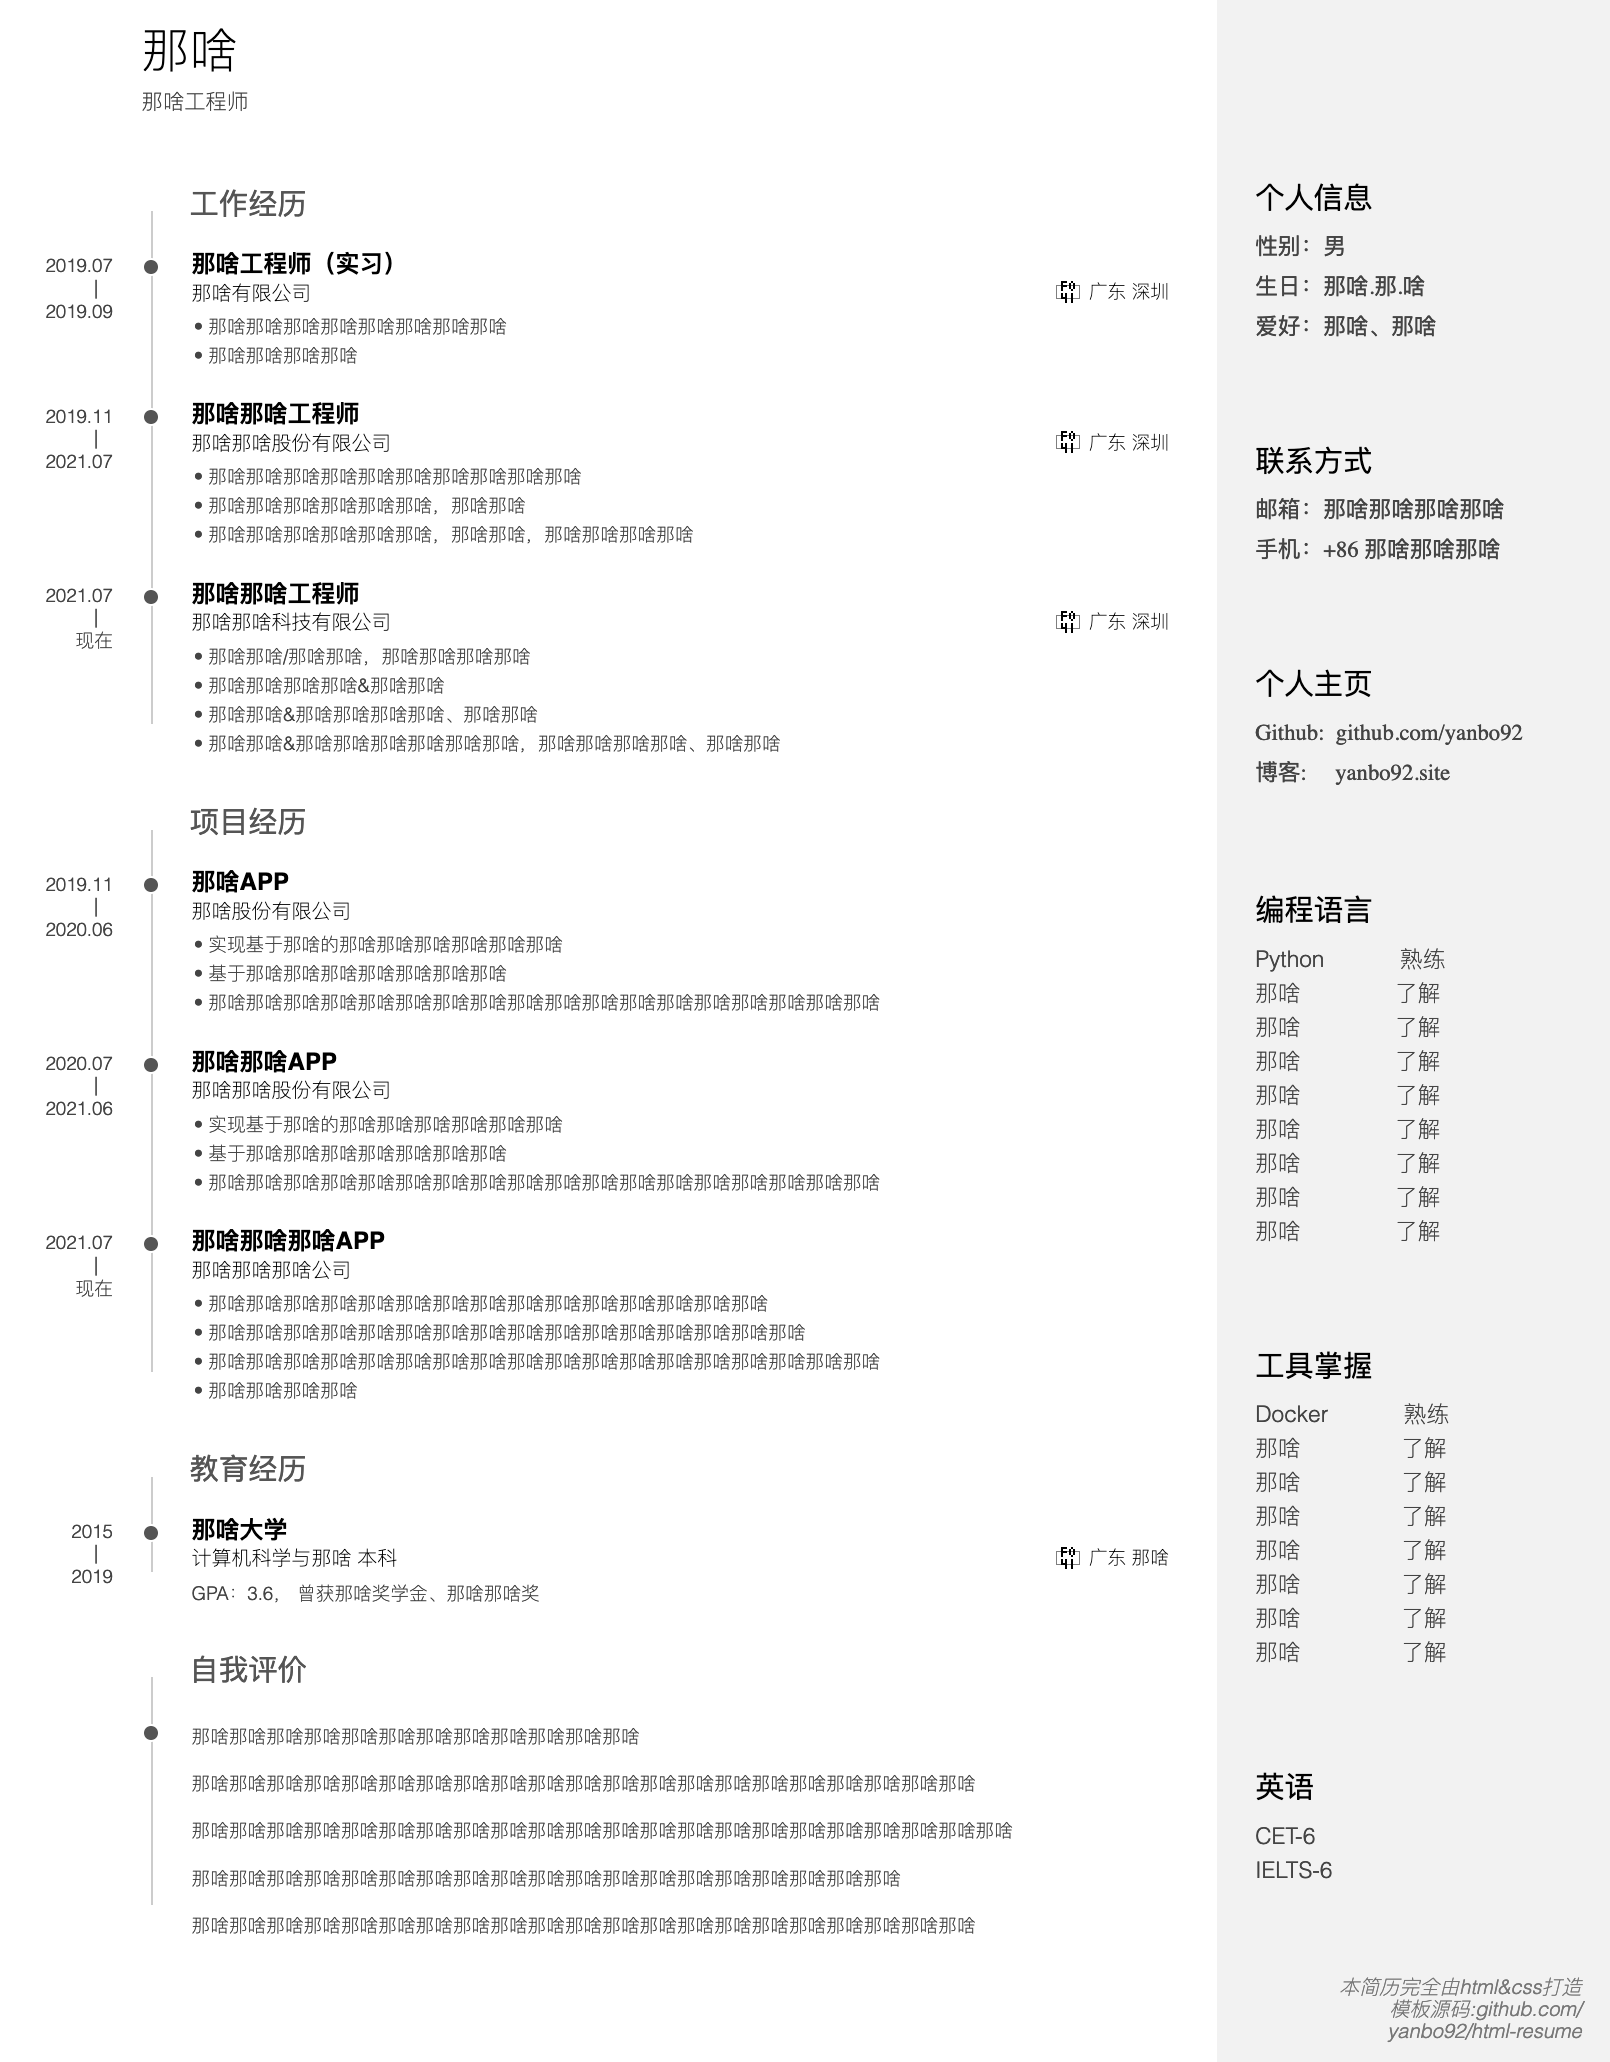 那啥
那啥工程师
工作经历
2019.07
|
2019.09
那啥工程师（实习）
那啥有限公司
广东 深圳
• 那啥那啥那啥那啥那啥那啥那啥那啥
• 那啥那啥那啥那啥
2019.11
|
2021.07
那啥那啥工程师
那啥那啥股份有限公司
广东 深圳
• 那啥那啥那啥那啥那啥那啥那啥那啥那啥那啥
• 那啥那啥那啥那啥那啥那啥，那啥那啥
• 那啥那啥那啥那啥那啥那啥，那啥那啥，那啥那啥那啥那啥
2021.07
|
现在
那啥那啥工程师
那啥那啥科技有限公司
广东 深圳
• 那啥那啥/那啥那啥，那啥那啥那啥那啥
• 那啥那啥那啥那啥&那啥那啥
• 那啥那啥&那啥那啥那啥那啥、那啥那啥
• 那啥那啥&那啥那啥那啥那啥那啥那啥，那啥那啥那啥那啥、那啥那啥
项目经历
2019.11
|
2020.06
那啥APP
那啥股份有限公司
• 实现基于那啥的那啥那啥那啥那啥那啥那啥
• 基于那啥那啥那啥那啥那啥那啥那啥
• 那啥那啥那啥那啥那啥那啥那啥那啥那啥那啥那啥那啥那啥那啥那啥那啥那啥那啥
2020.07
|
2021.06
那啥那啥APP
那啥那啥股份有限公司
• 实现基于那啥的那啥那啥那啥那啥那啥那啥
• 基于那啥那啥那啥那啥那啥那啥那啥
• 那啥那啥那啥那啥那啥那啥那啥那啥那啥那啥那啥那啥那啥那啥那啥那啥那啥那啥
2021.07
|
现在
那啥那啥那啥APP
那啥那啥那啥公司
• 那啥那啥那啥那啥那啥那啥那啥那啥那啥那啥那啥那啥那啥那啥那啥
• 那啥那啥那啥那啥那啥那啥那啥那啥那啥那啥那啥那啥那啥那啥那啥那啥
• 那啥那啥那啥那啥那啥那啥那啥那啥那啥那啥那啥那啥那啥那啥那啥那啥那啥那啥
• 那啥那啥那啥那啥
教育经历
2015
|
2019
那啥大学
计算机科学与那啥 本科
广东 那啥
GPA：3.6， 曾获那啥奖学金、那啥那啥奖
自我评价
那啥那啥那啥那啥那啥那啥那啥那啥那啥那啥那啥那啥
那啥那啥那啥那啥那啥那啥那啥那啥那啥那啥那啥那啥那啥那啥那啥那啥那啥那啥那啥那啥那啥
那啥那啥那啥那啥那啥那啥那啥那啥那啥那啥那啥那啥那啥那啥那啥那啥那啥那啥那啥那啥那啥那啥
那啥那啥那啥那啥那啥那啥那啥那啥那啥那啥那啥那啥那啥那啥那啥那啥那啥那啥那啥
那啥那啥那啥那啥那啥那啥那啥那啥那啥那啥那啥那啥那啥那啥那啥那啥那啥那啥那啥那啥那啥
个人信息
性别：男
生日：那啥.那.啥
爱好：那啥、那啥
联系方式
邮箱：那啥那啥那啥那啥
手机：+86 那啥那啥那啥
个人主页
Github: github.com/yanbo92
博客: yanbo92.site
编程语言
Python 熟练
那啥 了解
那啥 了解
那啥 了解
那啥 了解
那啥 了解
那啥 了解
那啥 了解
那啥 了解
工具掌握
Docker 熟练
那啥 了解
那啥 了解
那啥 了解
那啥 了解
那啥 了解
那啥 了解
那啥 了解
英语
CET-6
IELTS-6
本简历完全由html&css打造
模板源码:github.com/
yanbo92/html-resume